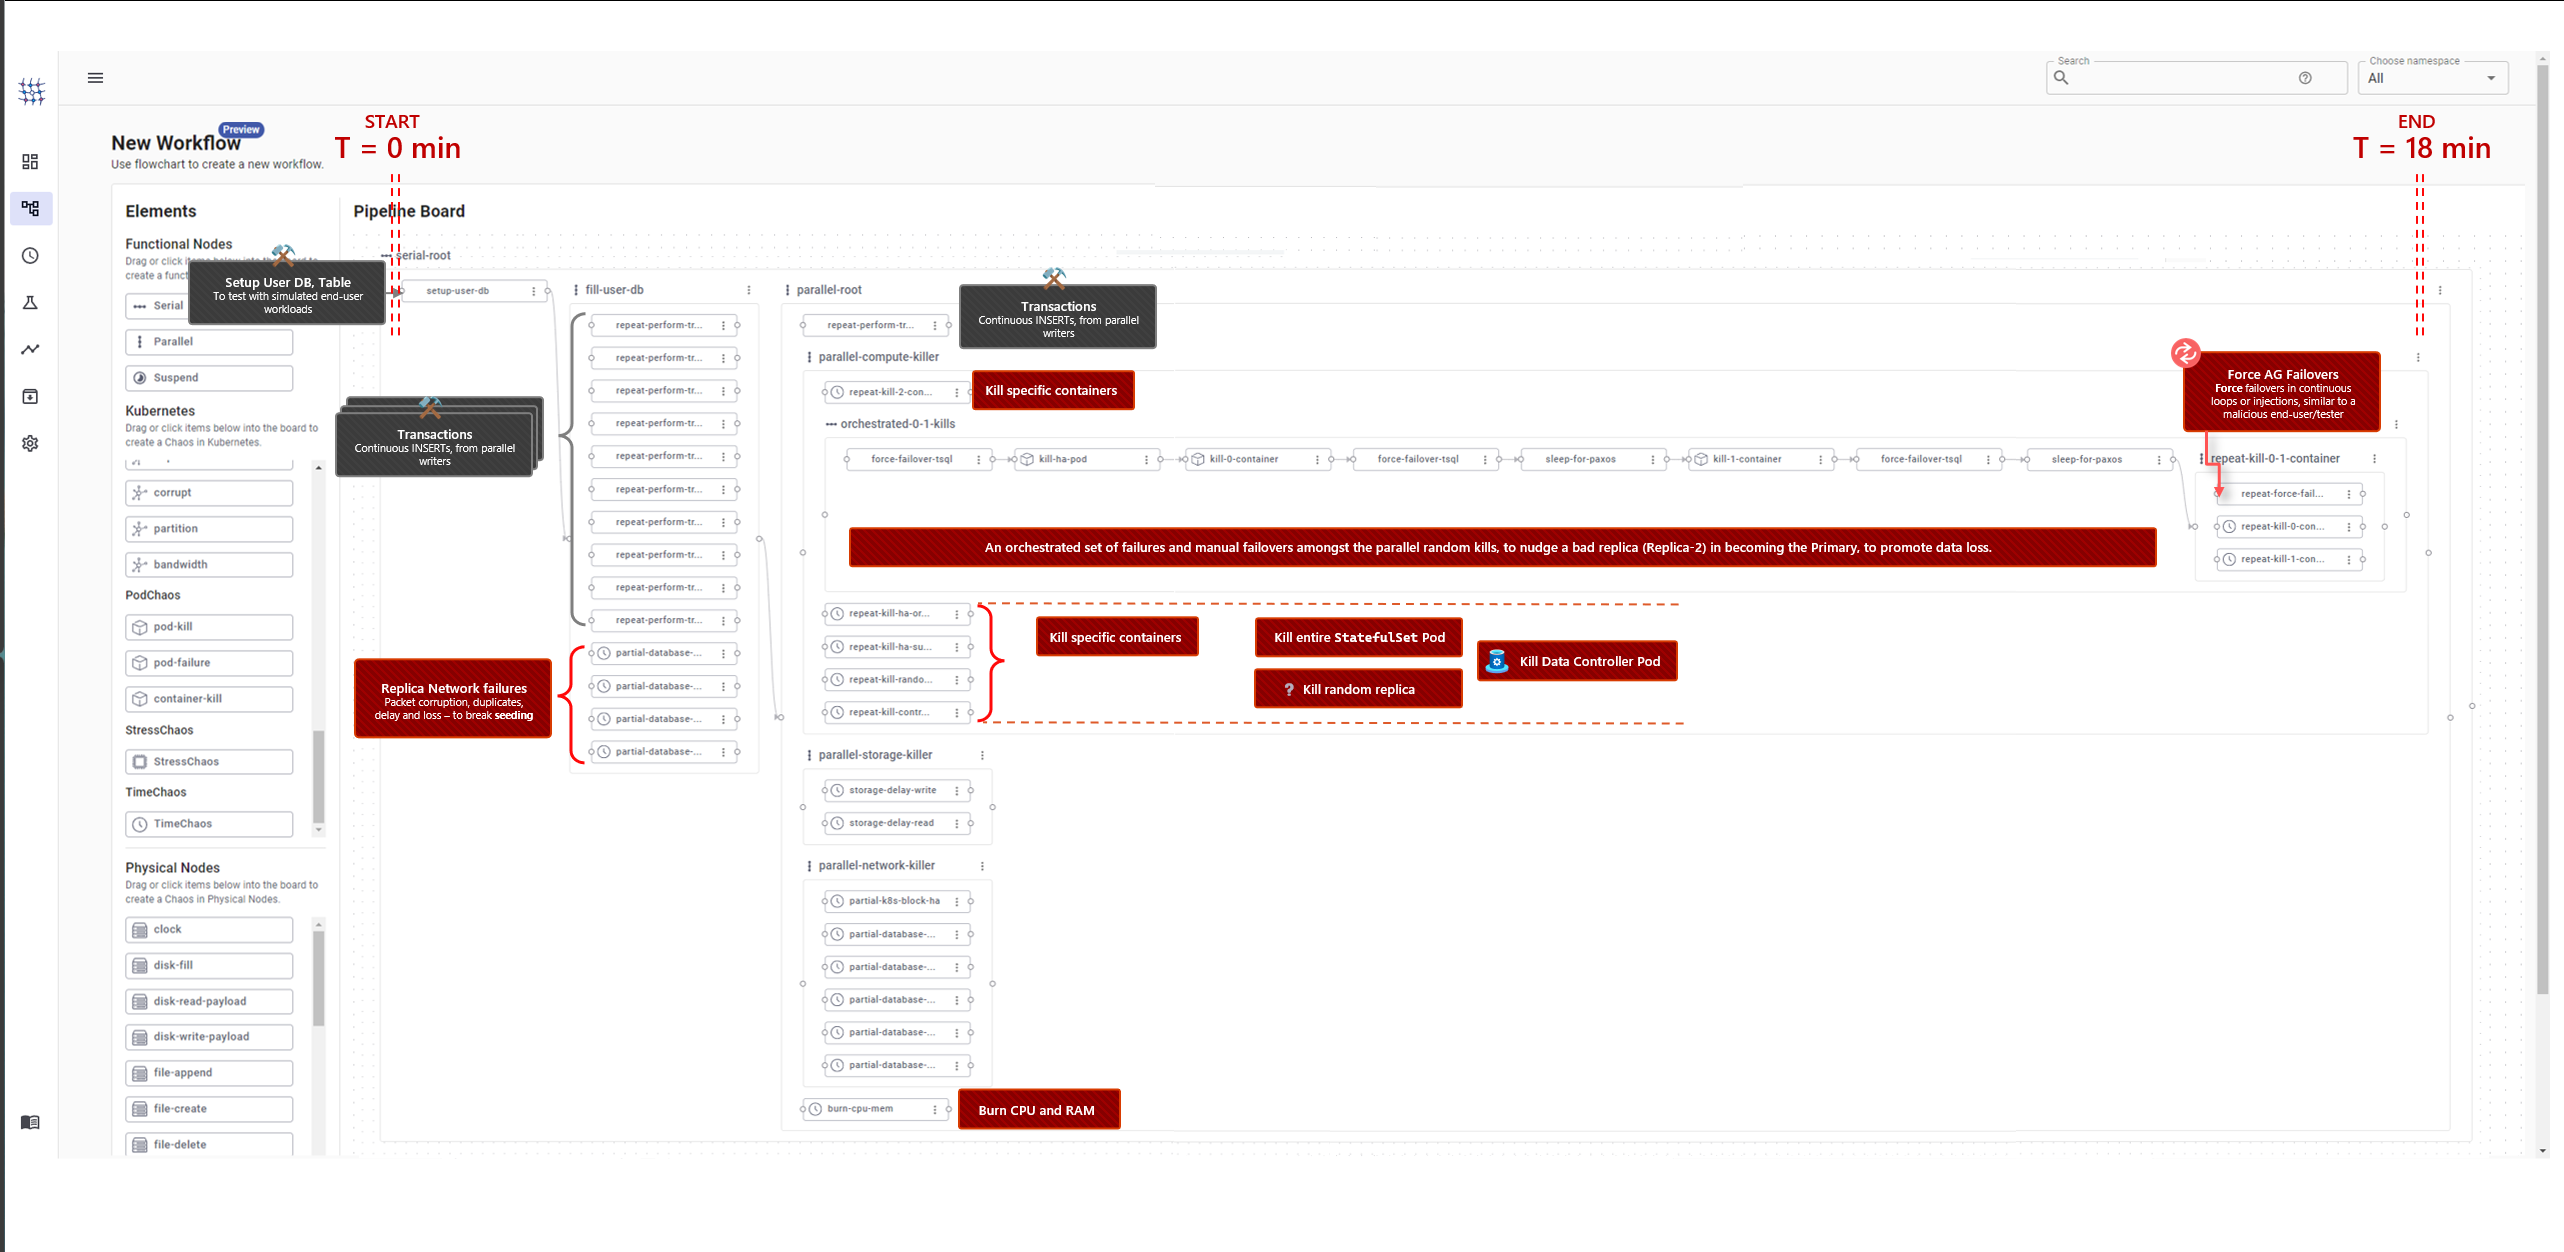 Search
Choose namespace
All
New Workflow
Preview
Use flowchart to create a new workflow.
START
T = 0 min
END
T = 18 min
Elements
Functional Nodes
Drag or click items below into the board to
create a func
Serial
Parallel
Suspend
Kubernetes
Drag or click items below into the board to
create a Chaos in Kubernetes.
corrupt
partition
bandwidth
PodChaos
pod-kill
pod-failure
container-kill
StressChaos
StressChaos
TimeChaos
TimeChaos
Physical Nodes
Drag or click items below into the board to
create a Chaos in Physical Nodes.
clock
disk-fill
disk-read-payload
disk-write-payload
file-append
file-create
file-delete
Pipeline Board
serial-root
Setup User DB, Table
To test with simulated end-user
workloads
setup-user-db
Transactions
Continuous INSERTs, from parallel
writers
Replica Network failures
Packet corruption, duplicates,
delay and loss – to break seeding
fill-user-db
repeat-perform-tr...
repeat-perform-tr...
repeat-perform-tr...
repeat-perform-tr...
repeat-perform-tr...
repeat-perform-tr...
repeat-perform-tr...
repeat-perform-tr...
repeat-perform-tr...
repeat-perform-tr...
partial-database-...
partial-database-...
partial-database-...
partial-database-...
parallel-root
repeat-perform-tr...
Transactions
Continuous INSERTs, from parallel
writers
parallel-compute-killer
repeat-kill-2-con...
Kill specific containers
orchestrated-0-1-kills
force-failover-tsql
kill-ha-pod
kill-0-container
force-failover-tsql
sleep-for-paxos
kill-1-container
force-failover-tsql
sleep-for-paxos
Force AG Failovers
Force failovers in continuous
loops or injections, similar to a
malicious end-user/tester
repeat-kill-0-1-container
repeat-force-fail...
repeat-kill-0-con...
repeat-kill-1-con...
An orchestrated set of failures and manual failovers amongst the parallel random kills, to nudge a bad replica (Replica-2) in becoming the Primary, to promote data loss.
repeat-kill-ha-or...
repeat-kill-ha-su...
repeat-kill-rando...
repeat-kill-contr...
Kill specific containers
Kill entire StatefulSet Pod
? Kill random replica
Kill Data Controller Pod
parallel-storage-killer
storage-delay-write
storage-delay-read
parallel-network-killer
partial-k8s-block-ha
partial-database-...
partial-database-...
partial-database-...
partial-database-...
partial-database-...
burn-cpu-mem
Burn CPU and RAM